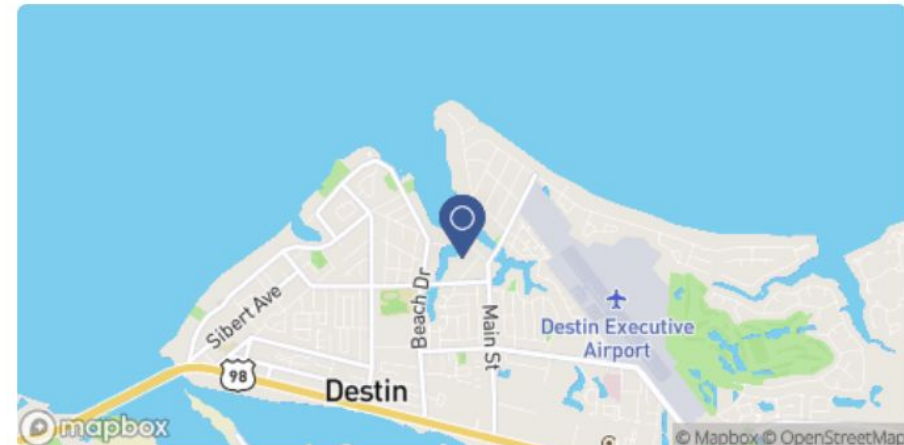 Sibert Ave
Beach Dr
Main St
Destin Executive
Airport
98
Destin
mapbox
© Mapbox © OpenStreetMap